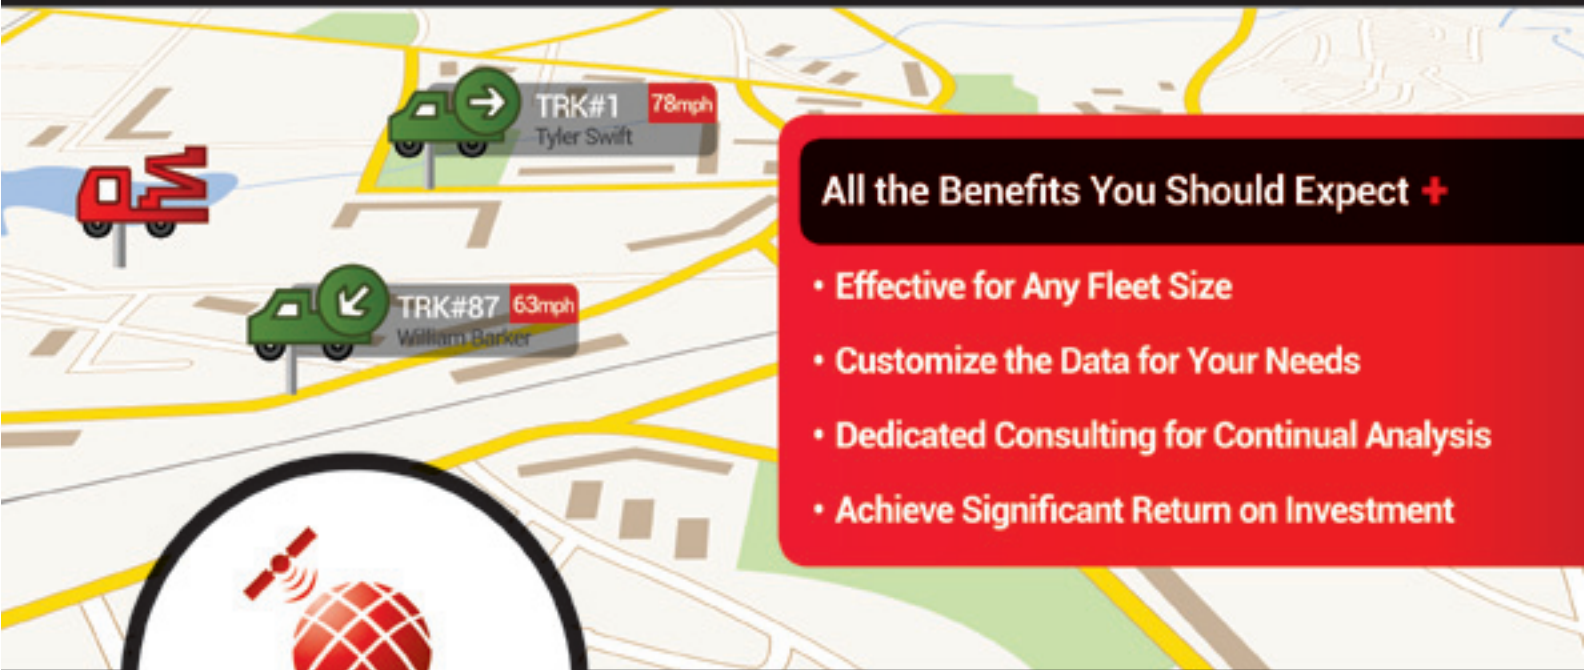 TRK#1 78mph
Tyler Swift
TRK#87 63mph
William Barker
All the Benefits You Should Expect +
• Effective for Any Fleet Size
• Customize the Data for Your Needs
• Dedicated Consulting for Continual Analysis
• Achieve Significant Return on Investment